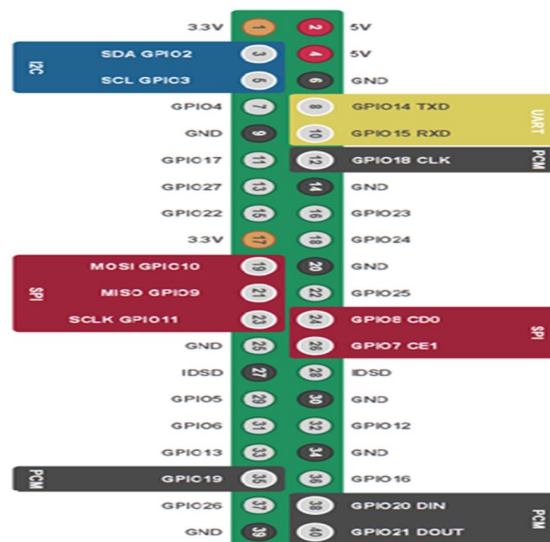 3.3V 1 2 5V
I2C SDA GPIO2 3 4 5V
SCL GPIO3 5 6 GND
GPIO4 7 8 GPIO14 TXD UART
GND 9 10 GPIO15 RXD
GPIO17 11 12 GPIO18 CLK PCM
GPIO27 13 14 GND
GPIO22 15 16 GPIO23
3.3V 17 18 GPIO24
SPI MOSI GPIO10 19 20 GND
MISO GPIO9 21 22 GPIO25
SCLK GPIO11 23 24 GPIO8 CD0 SPI
GND 25 26 GPIO7 CE1
IDSD 27 28 IDSD
GPIO5 29 30 GND
GPIO6 31 32 GPIO12
GPIO13 33 34 GND
PCM GPIO19 35 36 GPIO16
GPIO26 37 38 GPIO20 DIN PCM
GND 39 40 GPIO21 DOUT